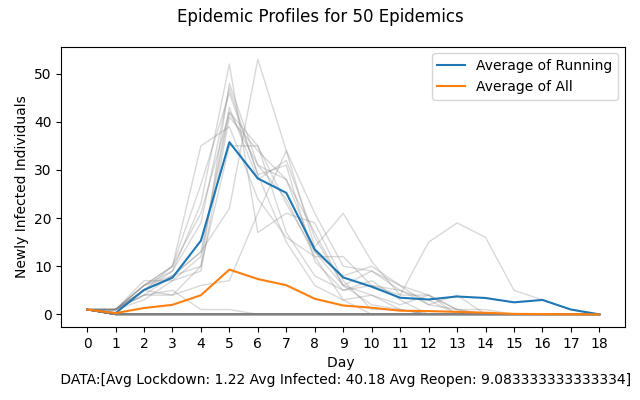 Epidemic Profiles for 50 Epidemics
Average of Running
Average of All
Newly Infected Individuals
50
40
30
20
10
0
0 1 2 3 4 5 6 7 8 9 10 11 12 13 14 15 16 17 18
Day
DATA:[Avg Lockdown: 1.22 Avg Infected: 40.18 Avg Reopen: 9.083333333333334]